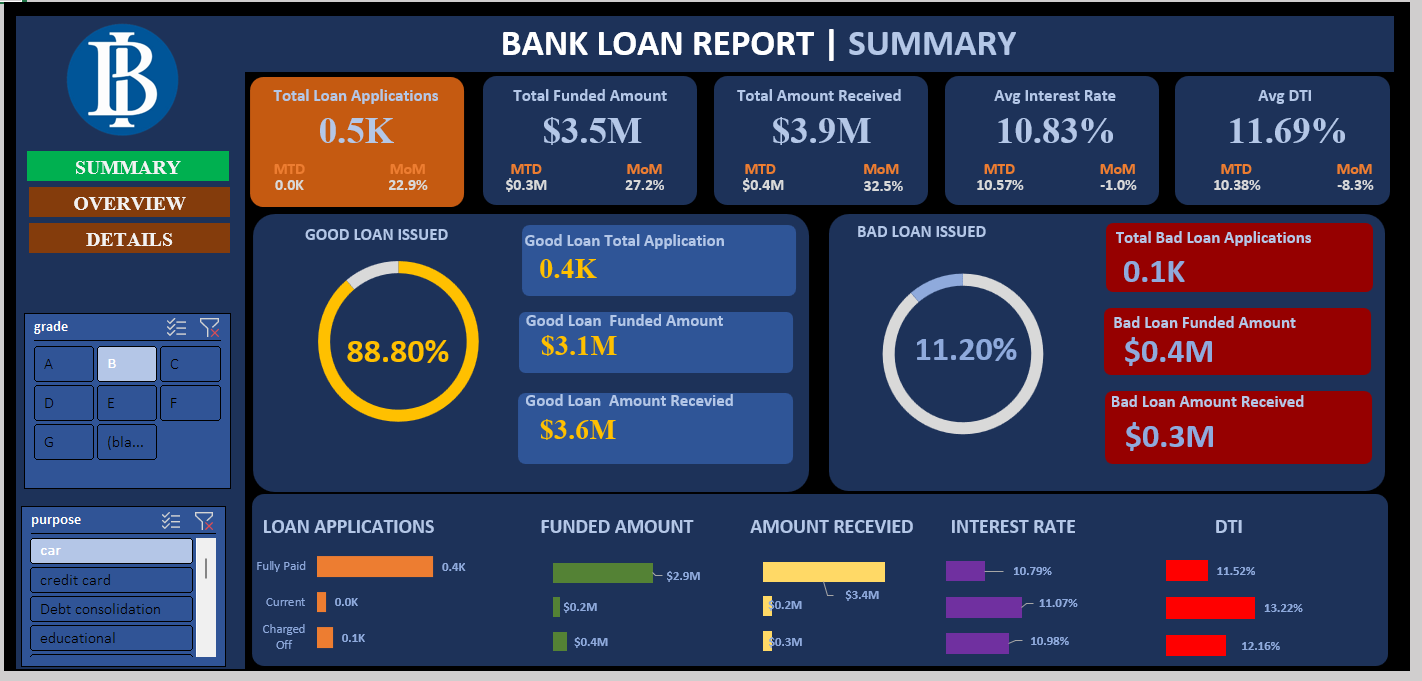 BANK LOAN REPORT | SUMMARY
BI
SUMMARY
OVERVIEW
DETAILS
Total Loan Applications
0.5K
MTD MoM
0.0K 22.9%
Total Funded Amount
$3.5M
MTD MoM
$0.3M 27.2%
Total Amount Received
$3.9M
MTD MoM
$0.4M 32.5%
Avg Interest Rate
10.83%
MTD MoM
10.57% -1.0%
Avg DTI
11.69%
MTD MoM
10.38% -8.3%
GOOD LOAN ISSUED
88.80%
Good Loan Total Application
0.4K
Good Loan Funded Amount
$3.1M
Good Loan Amount Recevied
$3.6M
BAD LOAN ISSUED
11.20%
Total Bad Loan Applications
0.1K
Bad Loan Funded Amount
$0.4M
Bad Loan Amount Received
$0.3M
grade
A B C
D E F
G (bla...
purpose
car
credit card
Debt consolidation
educational
LOAN APPLICATIONS
Fully Paid 0.4K
Current 0.0K
Charged
Off 0.1K
FUNDED AMOUNT
$2.9M
$0.2M
$0.4M
AMOUNT RECEVIED
$3.4M
$0.2M
$0.3M
INTEREST RATE
10.79%
11.07%
10.98%
DTI
11.52%
13.22%
12.16%